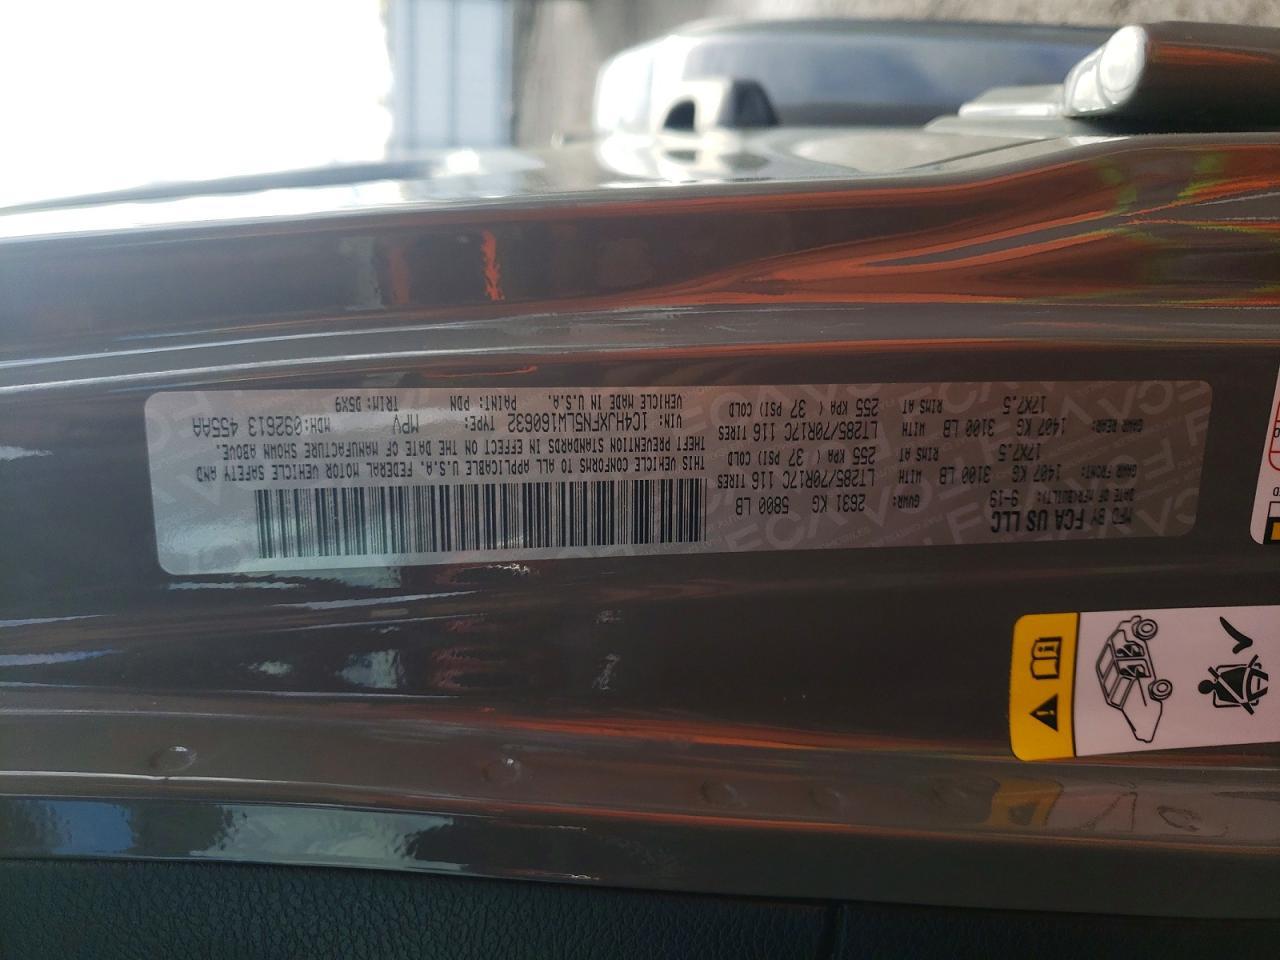 MFD BY FCA US LLC
DATE OF MFR(BUILT): 9-19
GVWR: 2631 KG 5800 LB
GAWR FRONT: 1407 KG 3100 LB WITH LT285/70R17C 116 TIRES
17X7.5 RIMS AT 255 KPA ( 37 PSI) COLD
GAWR REAR: 1407 KG 3100 LB WITH LT285/70R17C 116 TIRES
17X7.5 RIMS AT 255 KPA ( 37 PSI) COLD
THIS VEHICLE CONFORMS TO ALL APPLICABLE U.S.A. FEDERAL MOTOR VEHICLE SAFETY AND
THEFT PREVENTION STANDARDS IN EFFECT ON THE DATE OF MANUFACTURE SHOWN ABOVE.
VIN: 1C4HJXFN5LW160632 TYPE: MPV MDH: 092613 455AA
VEHICLE MADE IN U.S.A. PAINT: PDN TRIM: D5X9